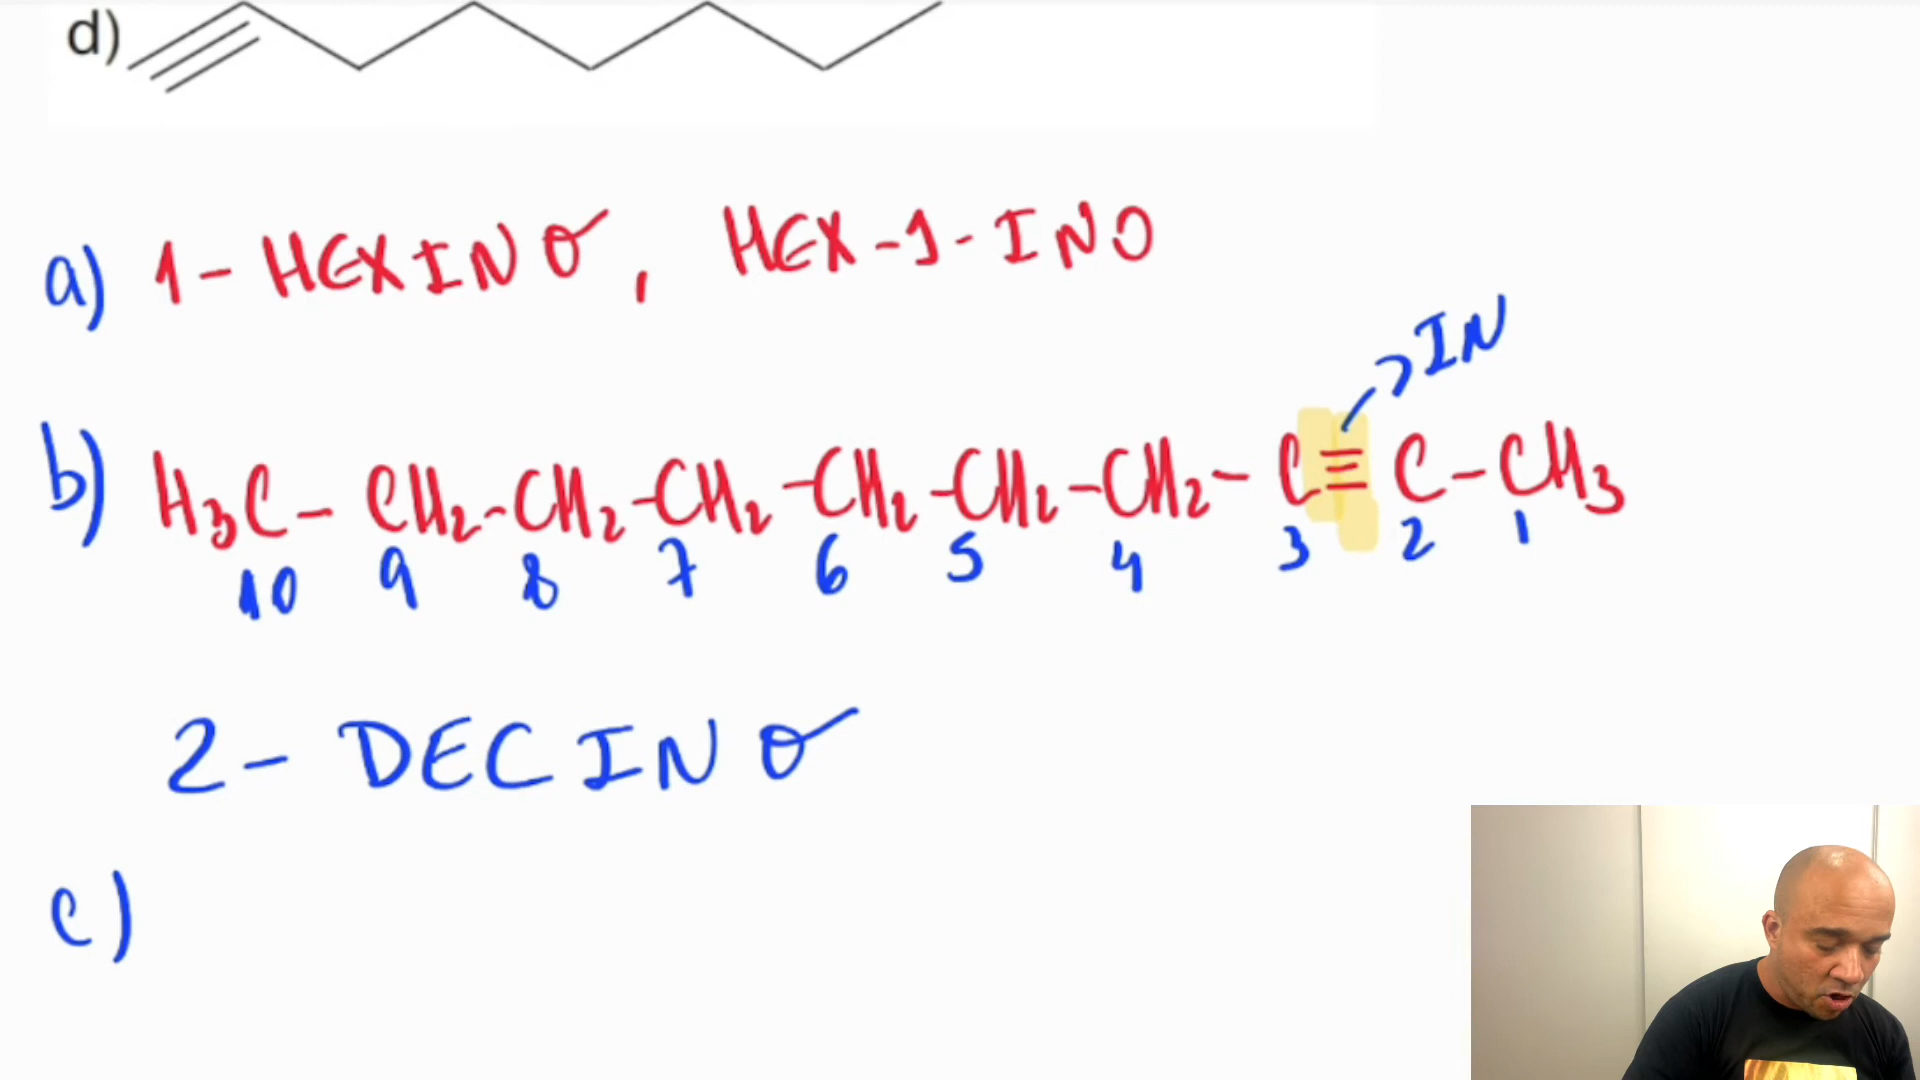 d)
a) 1- HEXINO, HEX-1-INO
IN
b) H3C - CH2-CH2-CH2-CH2-CH2-CH2- C≡C-CH3
10 9 8 7 6 5 4 3 2 1
2- DECINO
c)